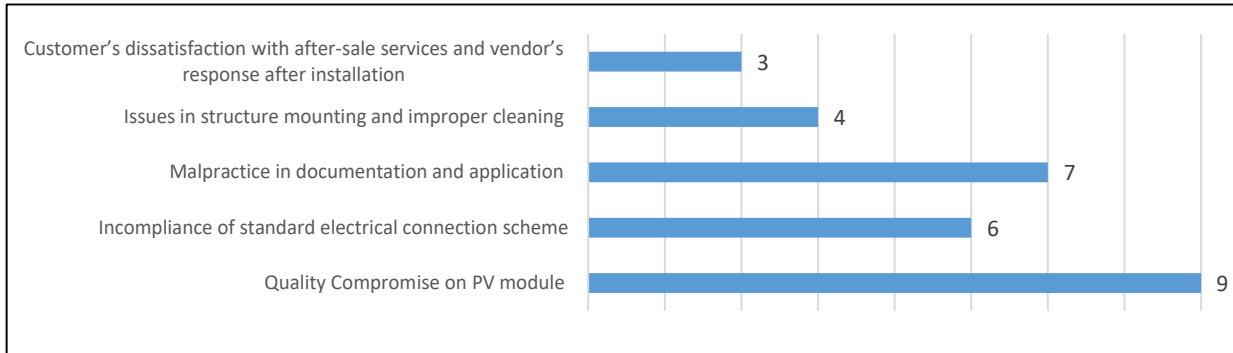 Customer’s dissatisfaction with after-sale services and vendor’s
response after installation
3
Issues in structure mounting and improper cleaning
4
Malpractice in documentation and application
7
Incompliance of standard electrical connection scheme
6
Quality Compromise on PV module
9